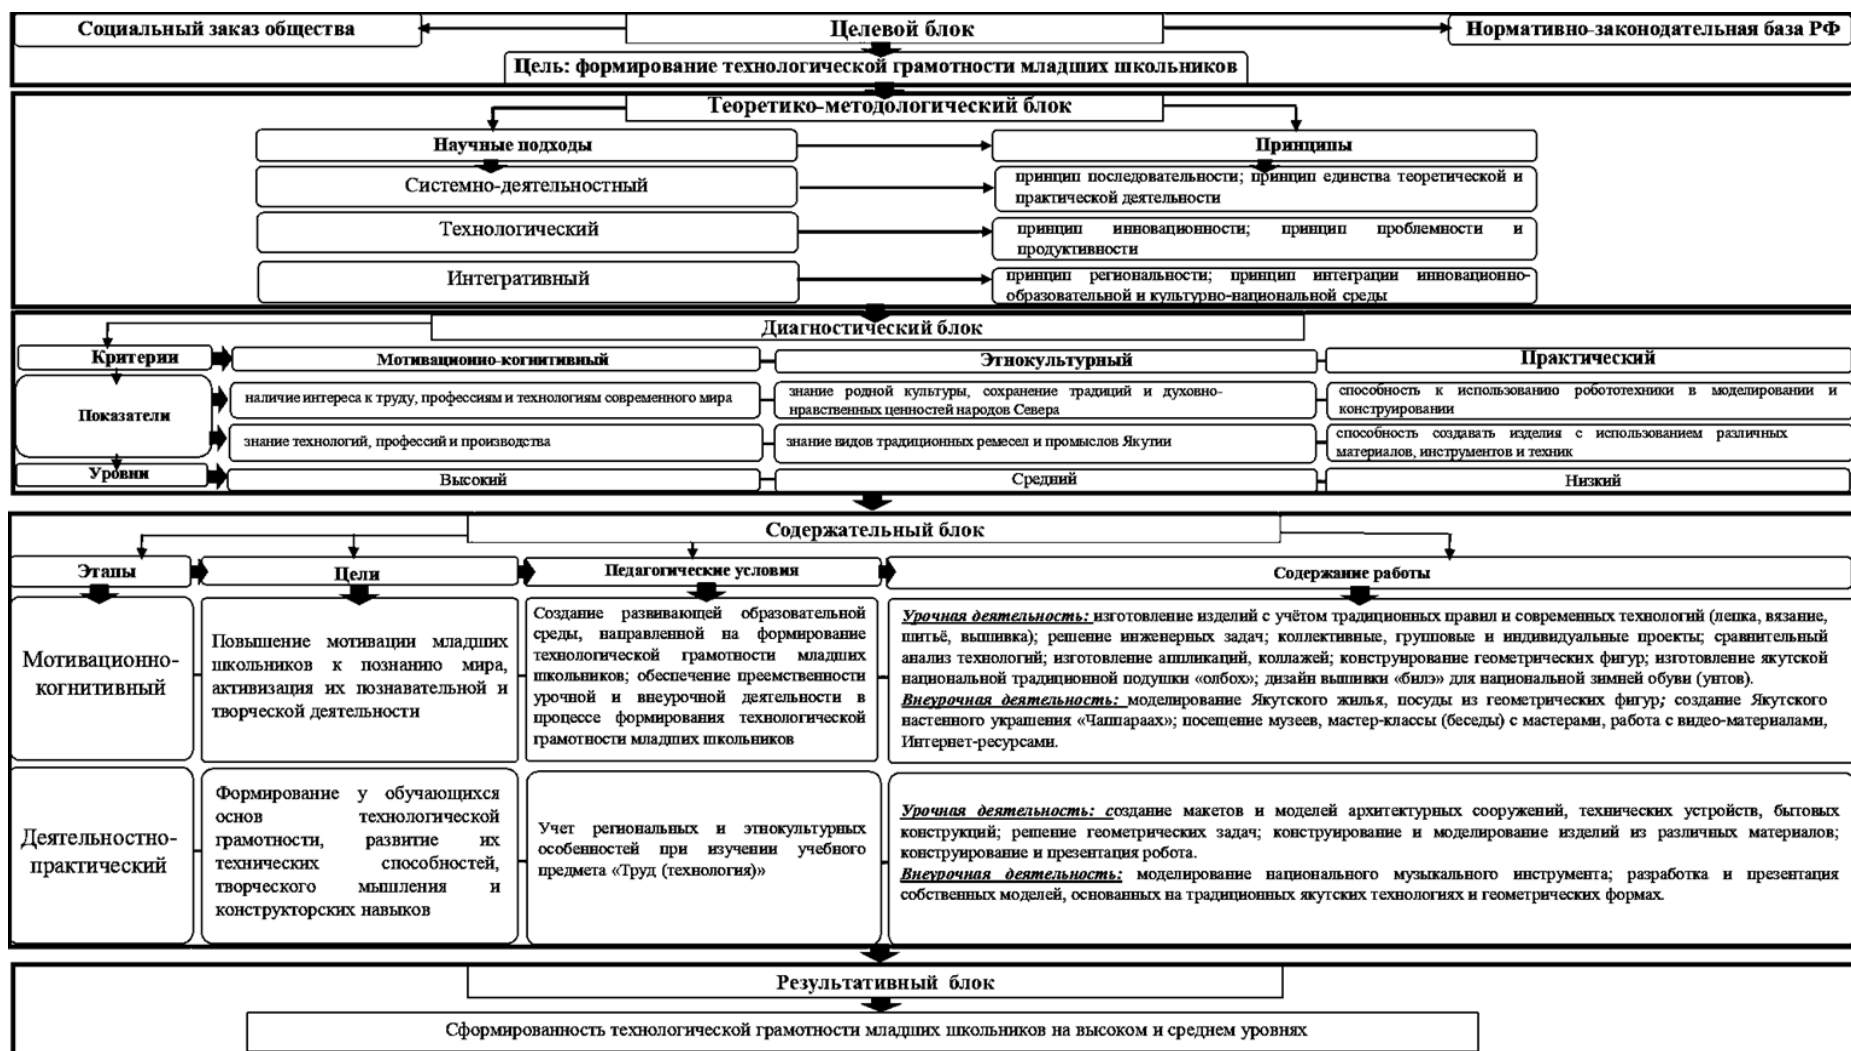 Социальный заказ общества
Целевой блок
Нормативно-законодательная база РФ
Цель: формирование технологической грамотности младших школьников
Теоретико-методологический блок
Научные подходы
Принципы
Системно-деятельностный
принцип последовательности; принцип единства теоретической и
практической деятельности
Технологический
принцип инновационности; принцип проблемности и
продуктивности
Интегративный
принцип региональности; принцип интеграции инновационно-
образовательной и культурно-национальной среды
Диагностический блок
Критерии
Мотивационно-когнитивный
Этнокультурный
Практический
Показатели
наличие интереса к труду, профессиям и технологиям современного мира
знание родной культуры, сохранение традиций и духовно-
нравственных ценностей народов Севера
способность к использованию робототехники в моделировании и
конструировании
знание технологий, профессий и производства
знание видов традиционных ремесел и промыслов Якутии
способность создавать изделия с использованием различных
материалов, инструментов и техник
Уровни
Высокий
Средний
Низкий
Содержательный блок
Этапы
Цели
Педагогические условия
Содержание работы
Мотивационно-
когнитивный
Повышение мотивации младших
школьников к познанию мира,
активизация их познавательной и
творческой деятельности
Создание развивающей образовательной
среды, направленной на формирование
технологической грамотности младших
школьников; обеспечение преемственности
урочной и внеурочной деятельности в
процессе формирования технологической
грамотности младших школьников
Урочная деятельность: изготовление изделий с учётом традиционных правил и современных технологий (лепка, вязание,
шитьё, вышивка); решение инженерных задач; коллективные, групповые и индивидуальные проекты; сравнительный
анализ технологий; изготовление аппликаций, коллажей; конструирование геометрических фигур; изготовление якутской
национальной традиционной подушки «олбох»; дизайн вышивки «билэ» для национальной зимней обуви (унтов).
Внеурочная деятельность: моделирование Якутского жилья, посуды из геометрических фигур; создание Якутского
настенного украшения «Чаппараах»; посещение музеев, мастер-классы (беседы) с мастерами, работа с видео-материалами,
Интернет-ресурсами.
Деятельностно-
практический
Формирование у обучающихся
основ технологической
грамотности, развитие их
технических способностей,
творческого мышления и
конструкторских навыков
Учет региональных и этнокультурных
особенностей при изучении учебного
предмета «Труд (технология)»
Урочная деятельность: создание макетов и моделей архитектурных сооружений, технических устройств, бытовых
конструкций; решение геометрических задач; конструирование и моделирование изделий из различных материалов;
конструирование и презентация робота.
Внеурочная деятельность: моделирование национального музыкального инструмента; разработка и презентация
собственных моделей, основанных на традиционных якутских технологиях и геометрических формах.
Результативный блок
Сформированность технологической грамотности младших школьников на высоком и среднем уровнях